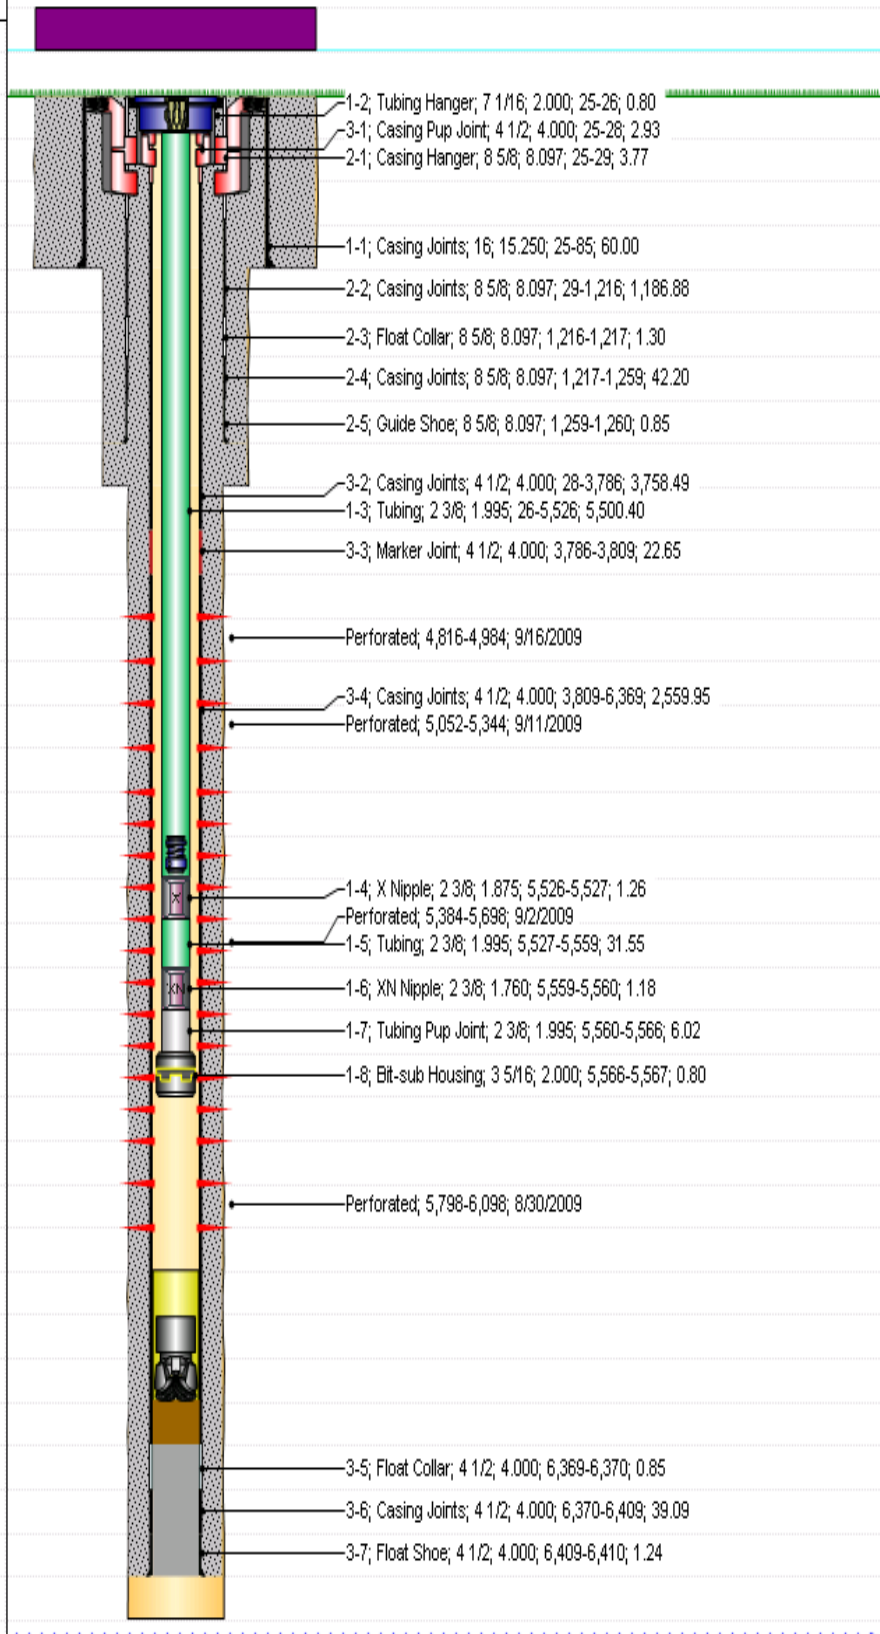 1-2; Tubing Hanger; 7 1/16; 2.000; 25-26; 0.80
3-1; Casing Pup Joint; 4 1/2; 4.000; 25-28; 2.93
2-1; Casing Hanger; 8 5/8; 8.097; 25-29; 3.77
1-1; Casing Joints; 16; 15.250; 25-85; 60.00
2-2; Casing Joints; 8 5/8; 8.097; 29-1,216; 1,186.88
2-3; Float Collar; 8 5/8; 8.097; 1,216-1,217; 1.30
2-4; Casing Joints; 8 5/8; 8.097; 1,217-1,259; 42.20
2-5; Guide Shoe; 8 5/8; 8.097; 1,259-1,260; 0.85
3-2; Casing Joints; 4 1/2; 4.000; 28-3,786; 3,758.49
1-3; Tubing; 2 3/8; 1.995; 26-5,526; 5,500.40
3-3; Marker Joint; 4 1/2; 4.000; 3,786-3,809; 22.65
Perforated; 4,816-4,984; 9/16/2009
3-4; Casing Joints; 4 1/2; 4.000; 3,809-6,369; 2,559.95
Perforated; 5,052-5,344; 9/11/2009
X
1-4; X Nipple; 2 3/8; 1.875; 5,526-5,527; 1.26
Perforated; 5,384-5,698; 9/2/2009
1-5; Tubing; 2 3/8; 1.995; 5,527-5,559; 31.55
XN
1-6; XN Nipple; 2 3/8; 1.760; 5,559-5,560; 1.18
1-7; Tubing Pup Joint; 2 3/8; 1.995; 5,560-5,566; 6.02
1-8; Bit-sub Housing; 3 5/16; 2.000; 5,566-5,567; 0.80
Perforated; 5,798-6,098; 8/30/2009
3-5; Float Collar; 4 1/2; 4.000; 6,369-6,370; 0.85
3-6; Casing Joints; 4 1/2; 4.000; 6,370-6,409; 39.09
3-7; Float Shoe; 4 1/2; 4.000; 6,409-6,410; 1.24